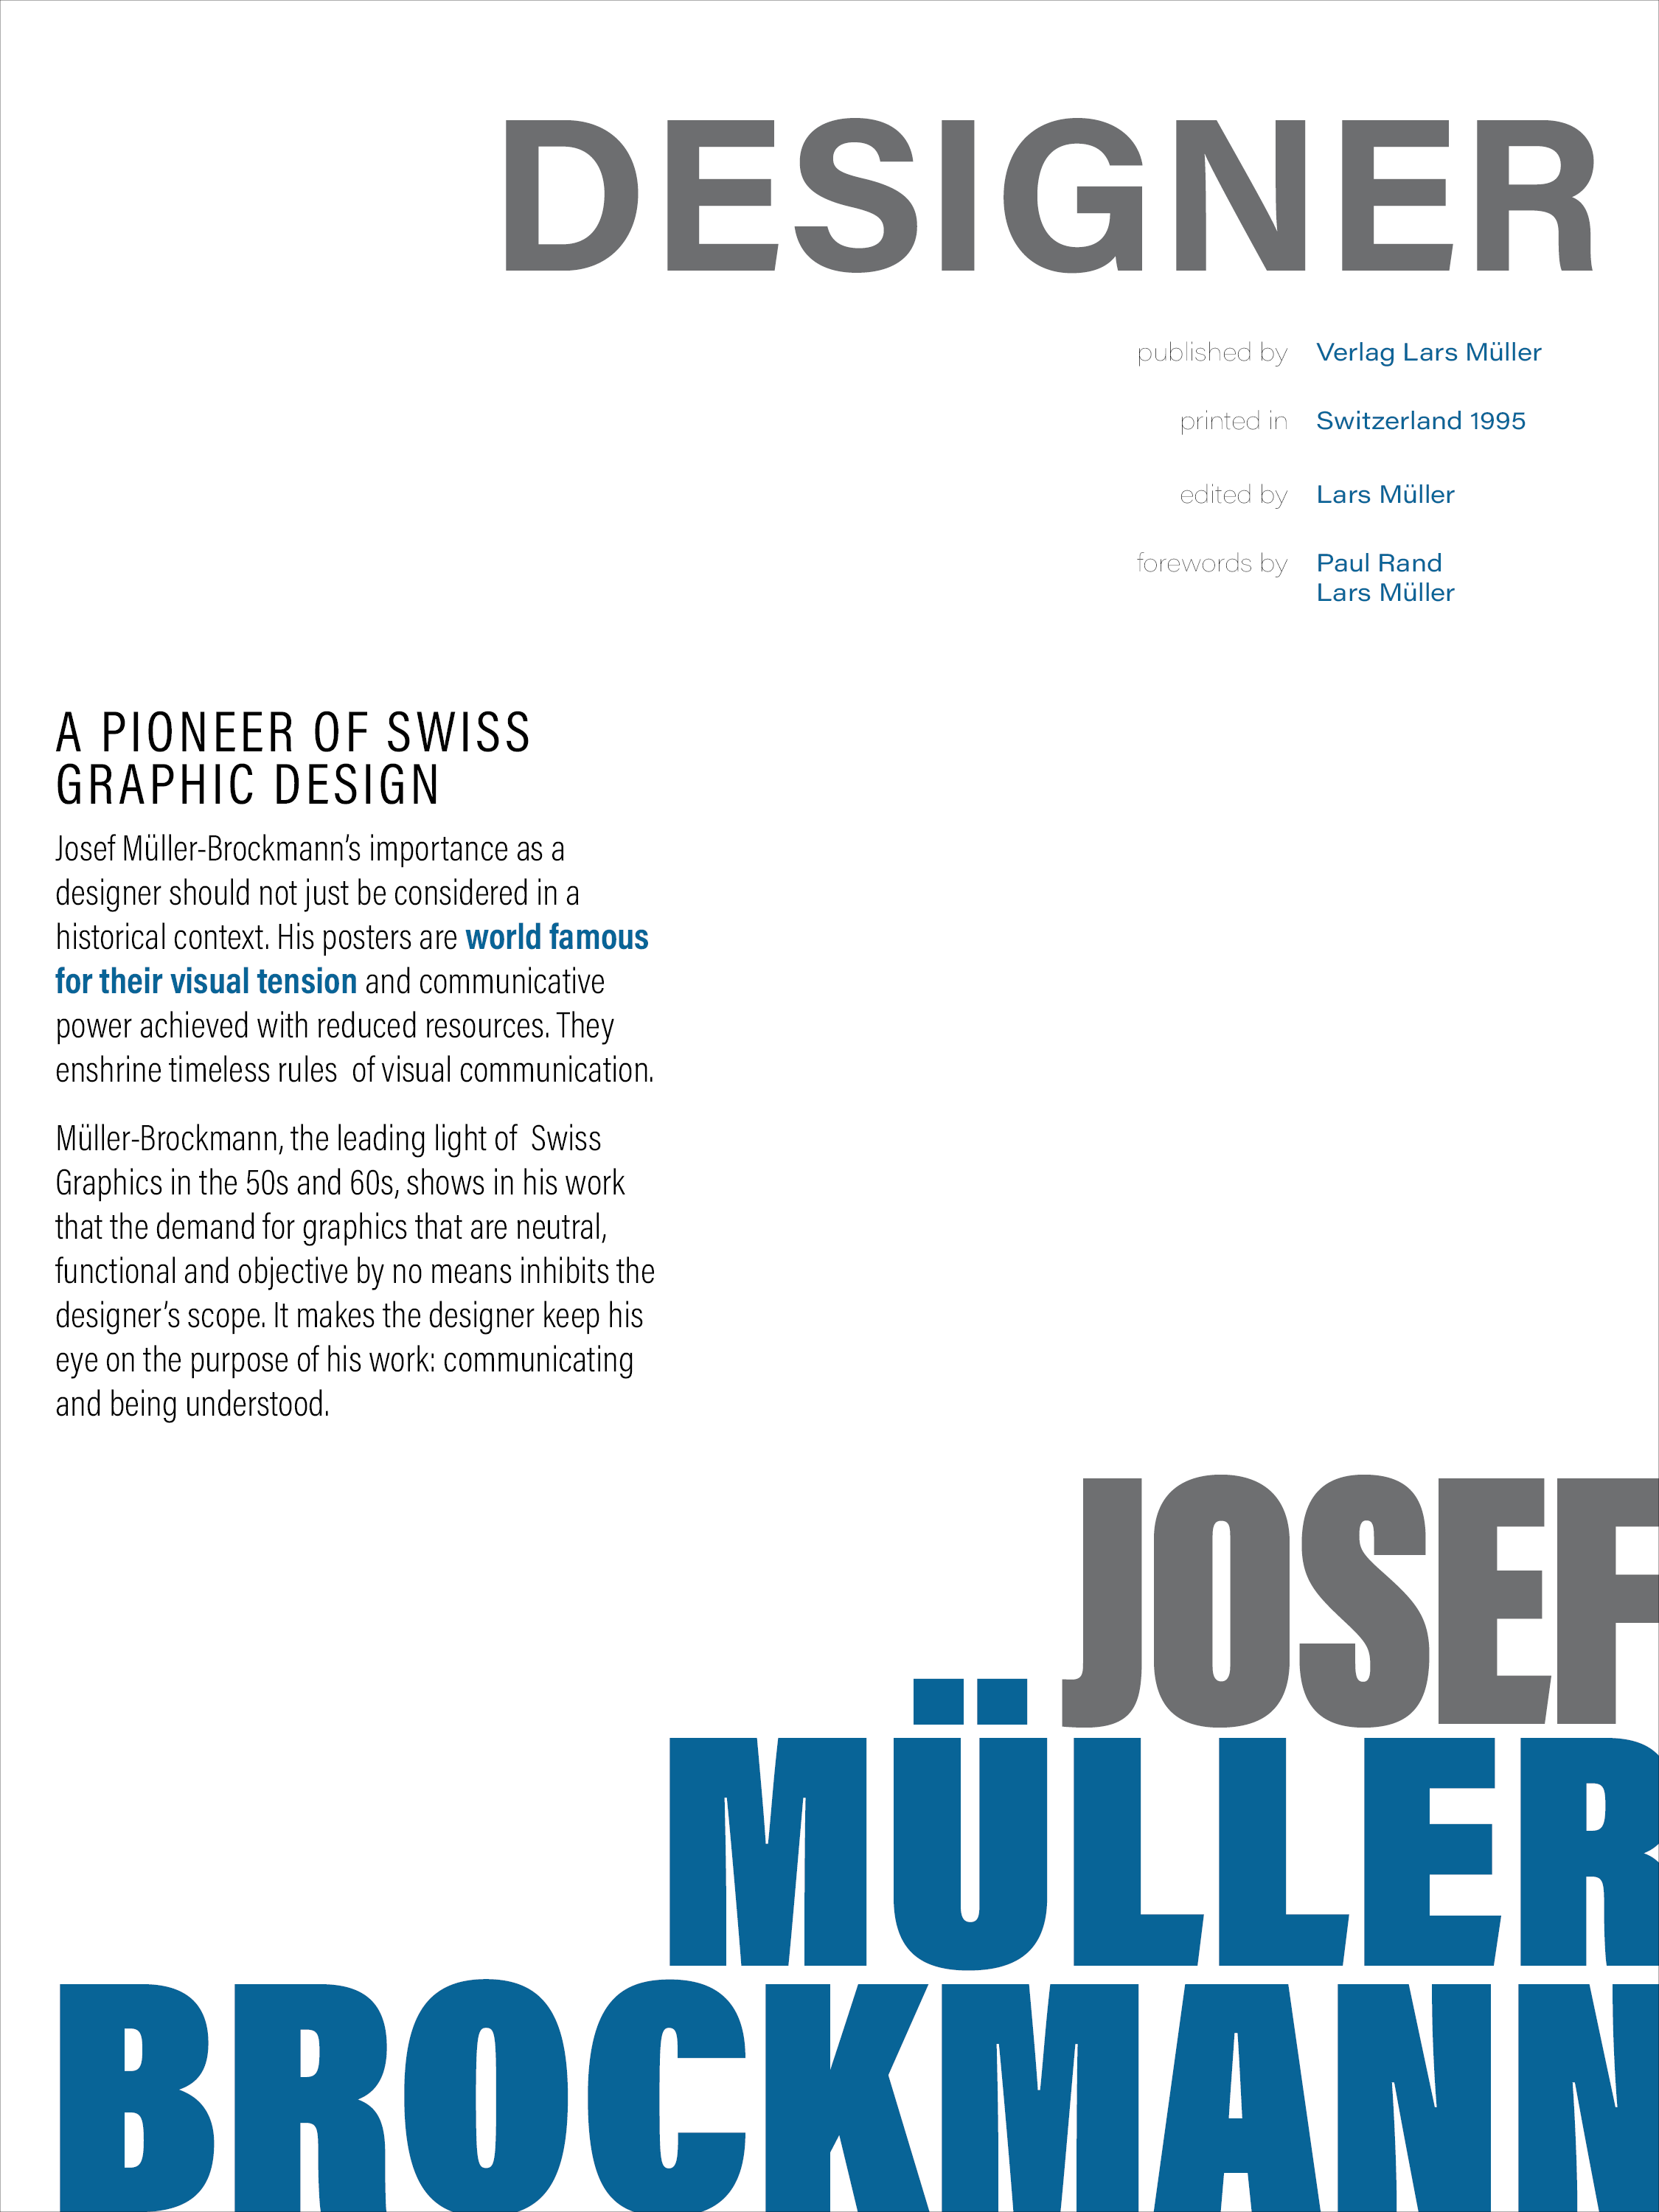 DESIGNER
published by Verlag Lars Müller
printed in Switzerland 1995
edited by Lars Müller
forewords by Paul Rand
Lars Müller
A PIONEER OF SWISS
GRAPHIC DESIGN
Josef Müller-Brockmann’s importance as a
designer should not just be considered in a
historical context. His posters are world famous
for their visual tension and communicative
power achieved with reduced resources. They
enshrine timeless rules  of visual communication.
Müller-Brockmann, the leading light of  Swiss
Graphics in the 50s and 60s, shows in his work
that the demand for graphics that are neutral,
functional and objective by no means inhibits the
designer’s scope. It makes the designer keep his
eye on the purpose of his work: communicating
and being understood.
JOSEF
MÜLLER
BROCKMANN